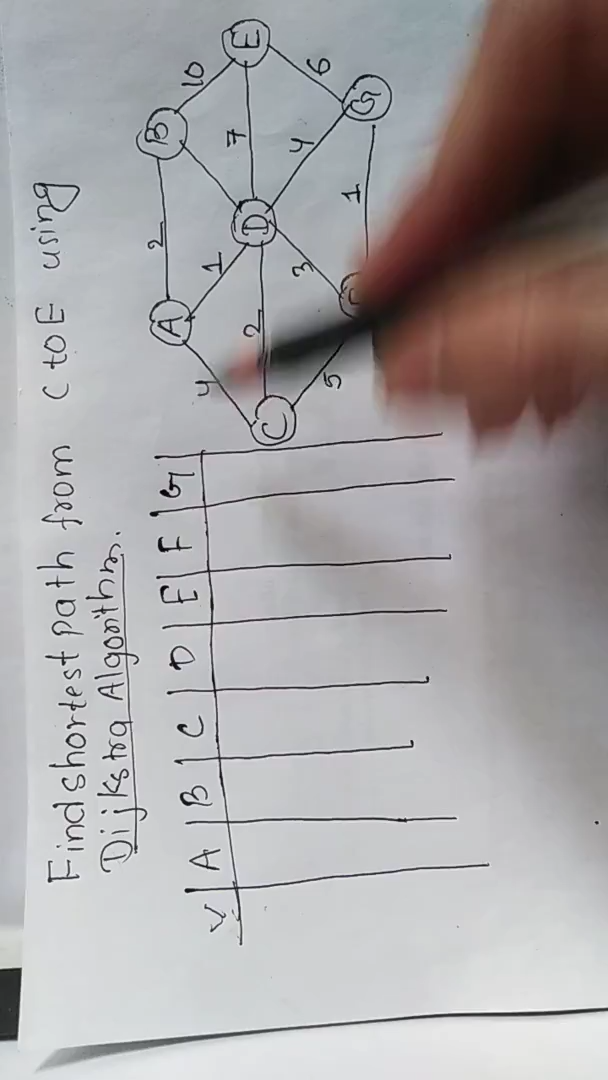 Find shortest path from C to E using
Dijkstra Algorithm.
V A B C D E F G
A 2 B
4 1 10
C 2 D 7 E
5 3 4 6
1 G